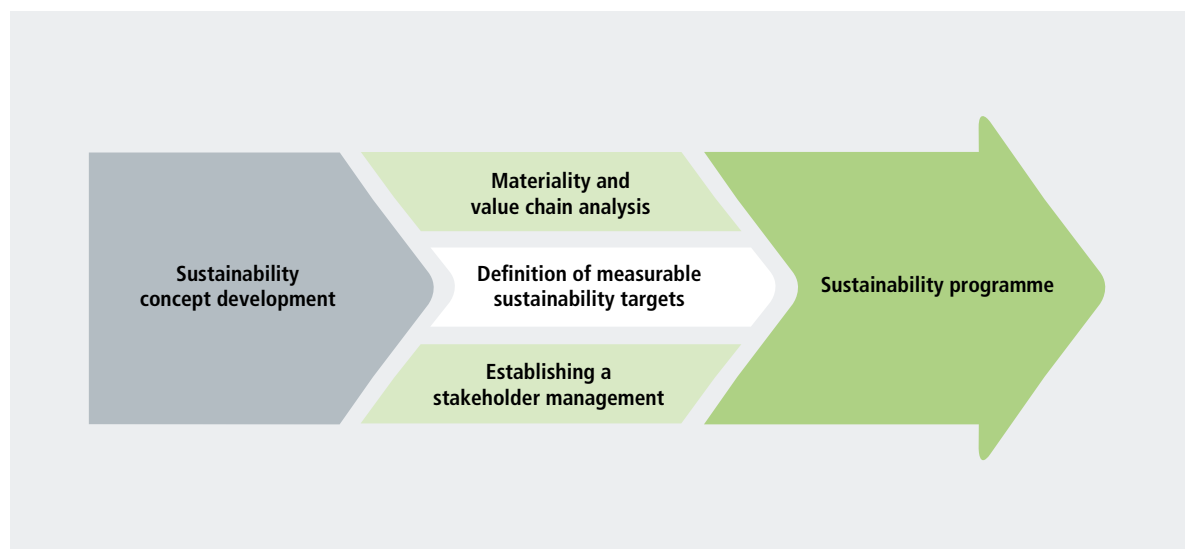 Sustainability
concept development
Materiality and
value chain analysis
Definition of measurable
sustainability targets
Establishing a
stakeholder management
Sustainability programme